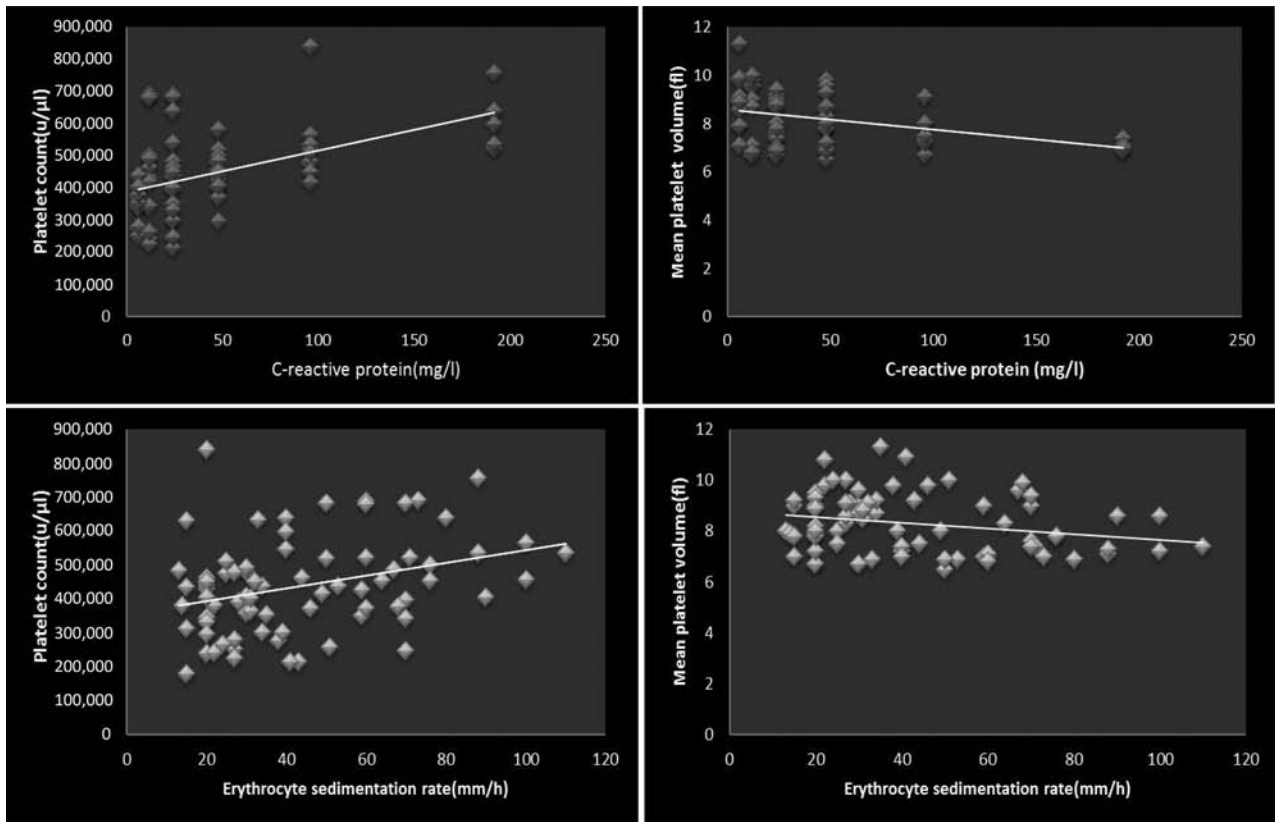 Platelet count(u/µl)
900,000
800,000
700,000
600,000
500,000
400,000
300,000
200,000
100,000
0
0 50 100 150 200 250
C-reactive protein(mg/l)
Mean platelet volume(fl)
12
10
8
6
4
2
0
0 50 100 150 200 250
C-reactive protein (mg/l)
Platelet count(u/µl)
900,000
800,000
700,000
600,000
500,000
400,000
300,000
200,000
100,000
0
0 20 40 60 80 100 120
Erythrocyte sedimentation rate(mm/h)
Mean platelet volume(fl)
12
10
8
6
4
2
0
0 20 40 60 80 100 120
Erythrocyte sedimentation rate(mm/h)